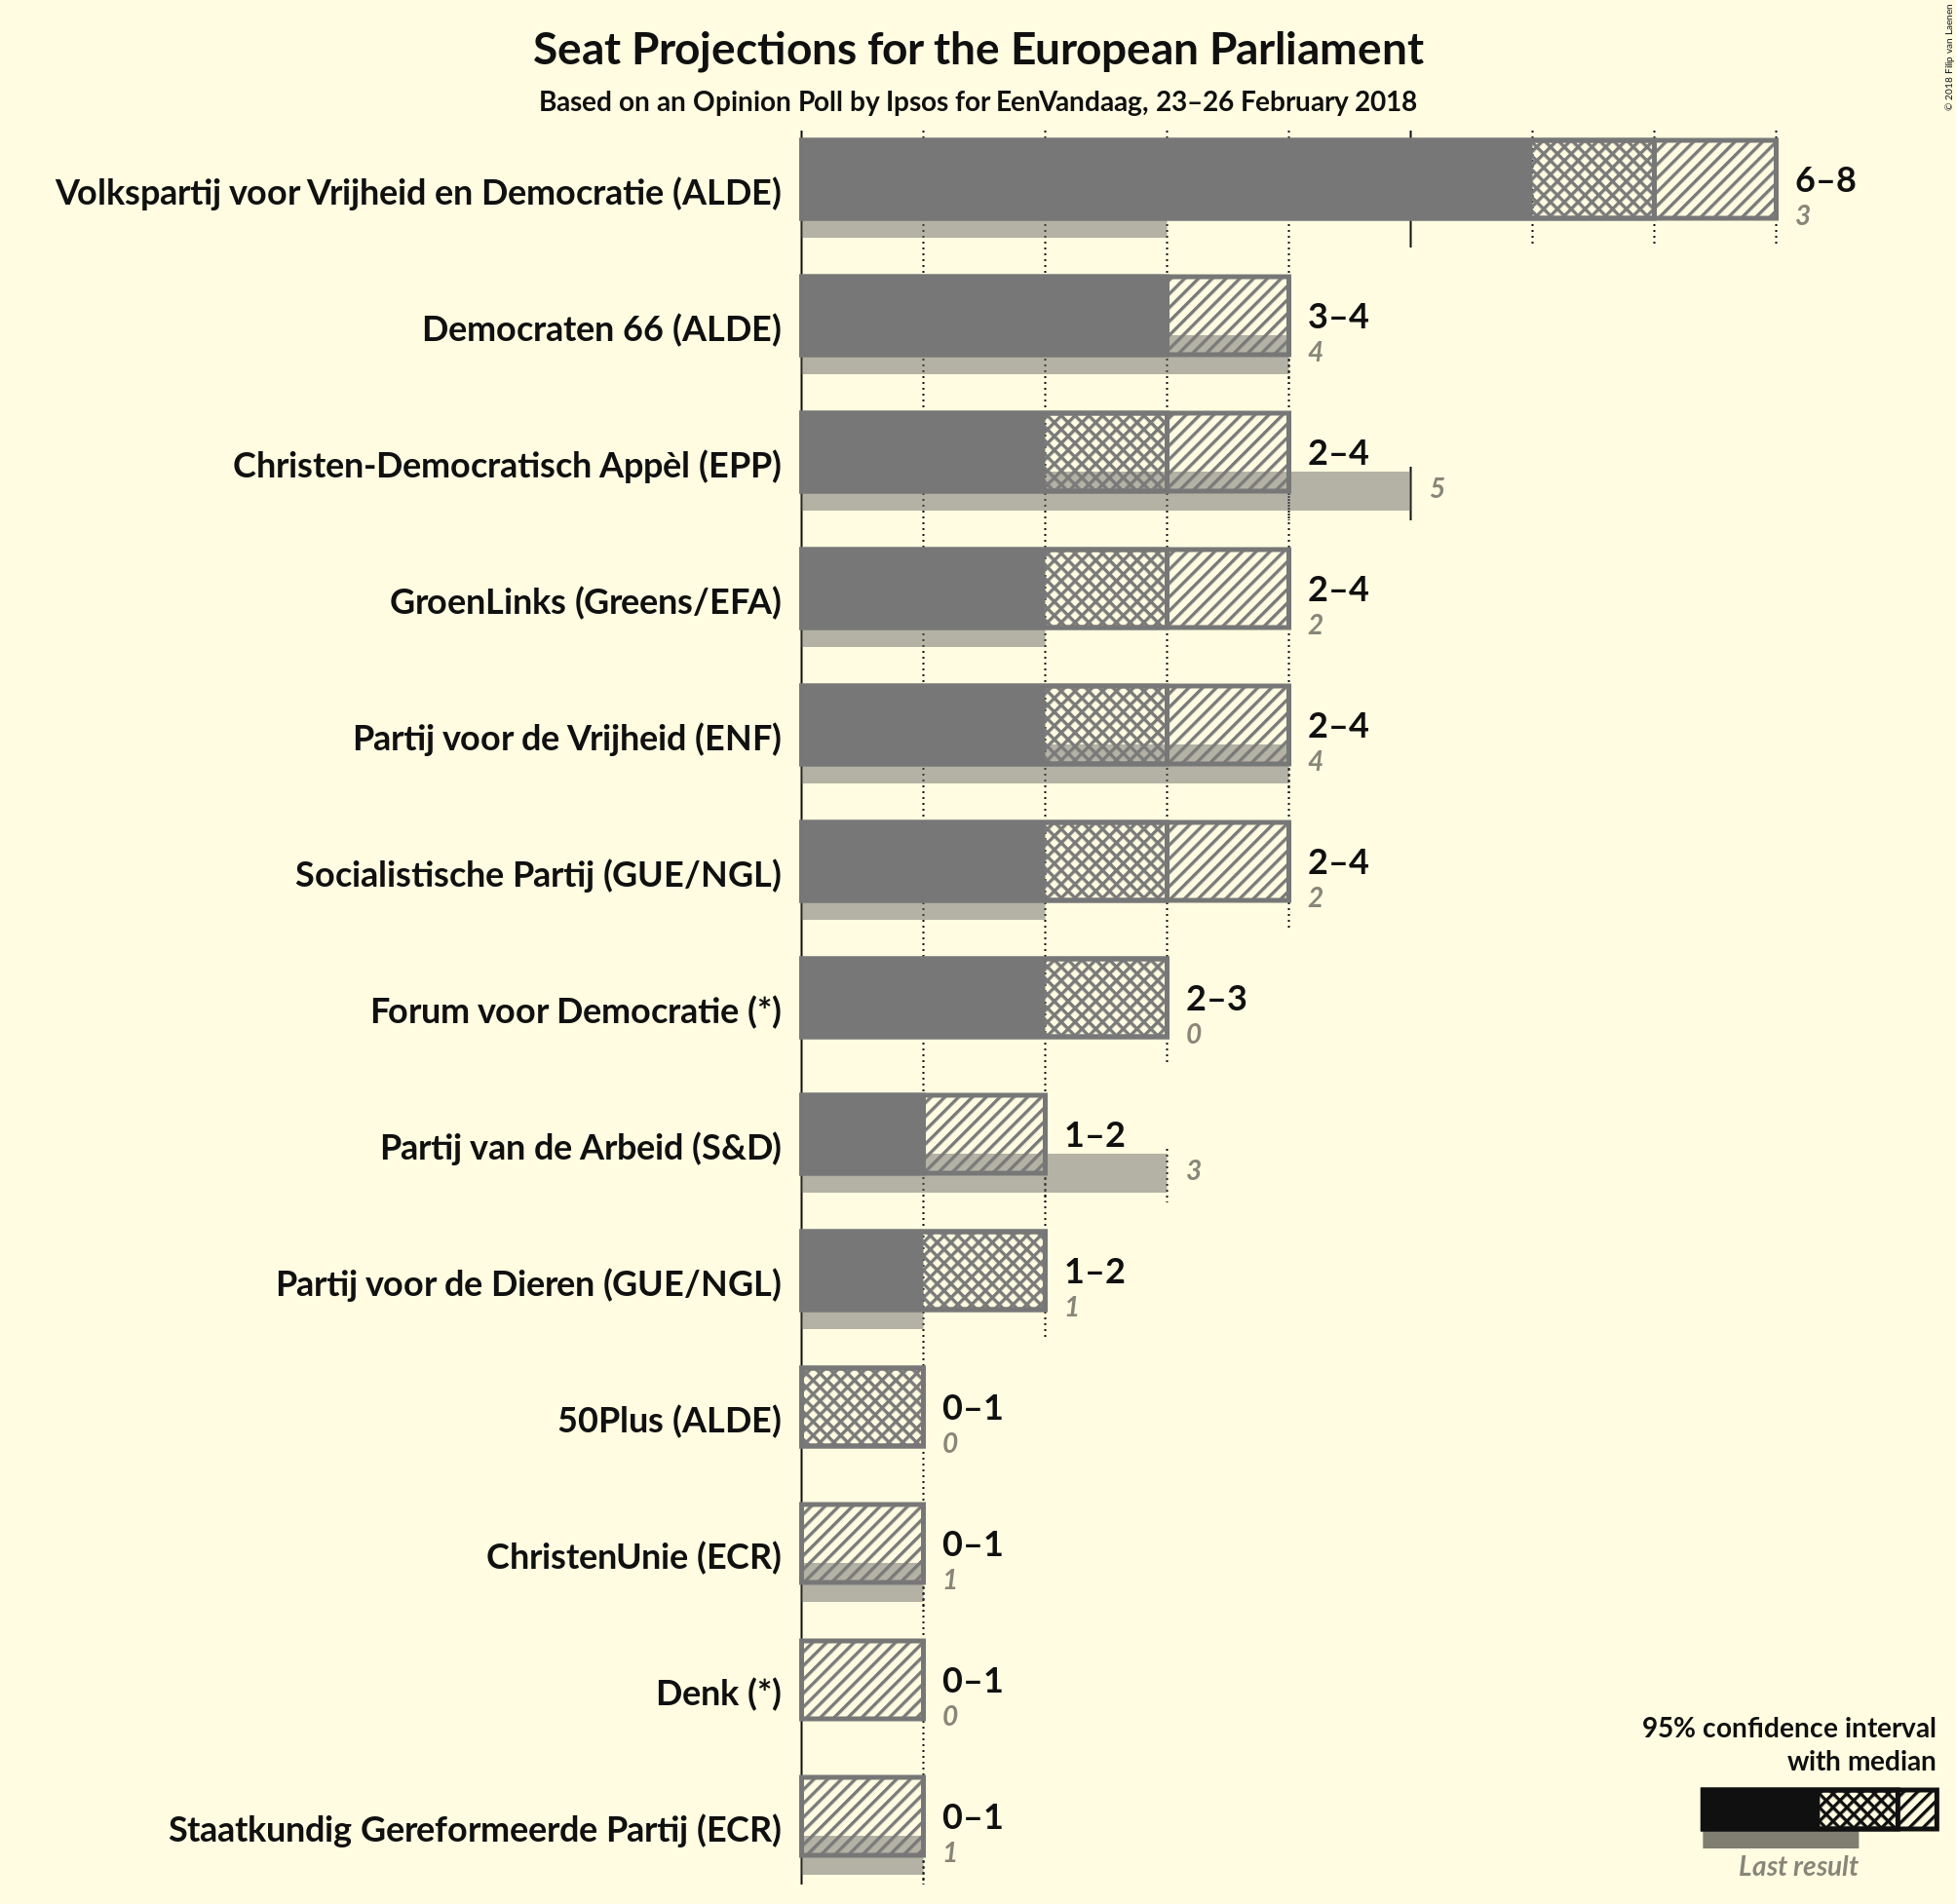 Seat Projections for the European Parliament
Based on an Opinion Poll by Ipsos for EenVandaag, 23–26 February 2018
© 2018 Filip van Laenen
Volkspartij voor Vrijheid en Democratie (ALDE)
6–8
3
Democraten 66 (ALDE)
3–4
4
Christen-Democratisch Appèl (EPP)
2–4
5
GroenLinks (Greens/EFA)
2–4
2
Partij voor de Vrijheid (ENF)
2–4
4
Socialistische Partij (GUE/NGL)
2–4
2
Forum voor Democratie (*)
2–3
0
Partij van de Arbeid (S&D)
1–2
3
Partij voor de Dieren (GUE/NGL)
1–2
1
50Plus (ALDE)
0–1
0
ChristenUnie (ECR)
0–1
1
Denk (*)
0–1
0
Staatkundig Gereformeerde Partij (ECR)
0–1
1
95% confidence interval
with median
Last result